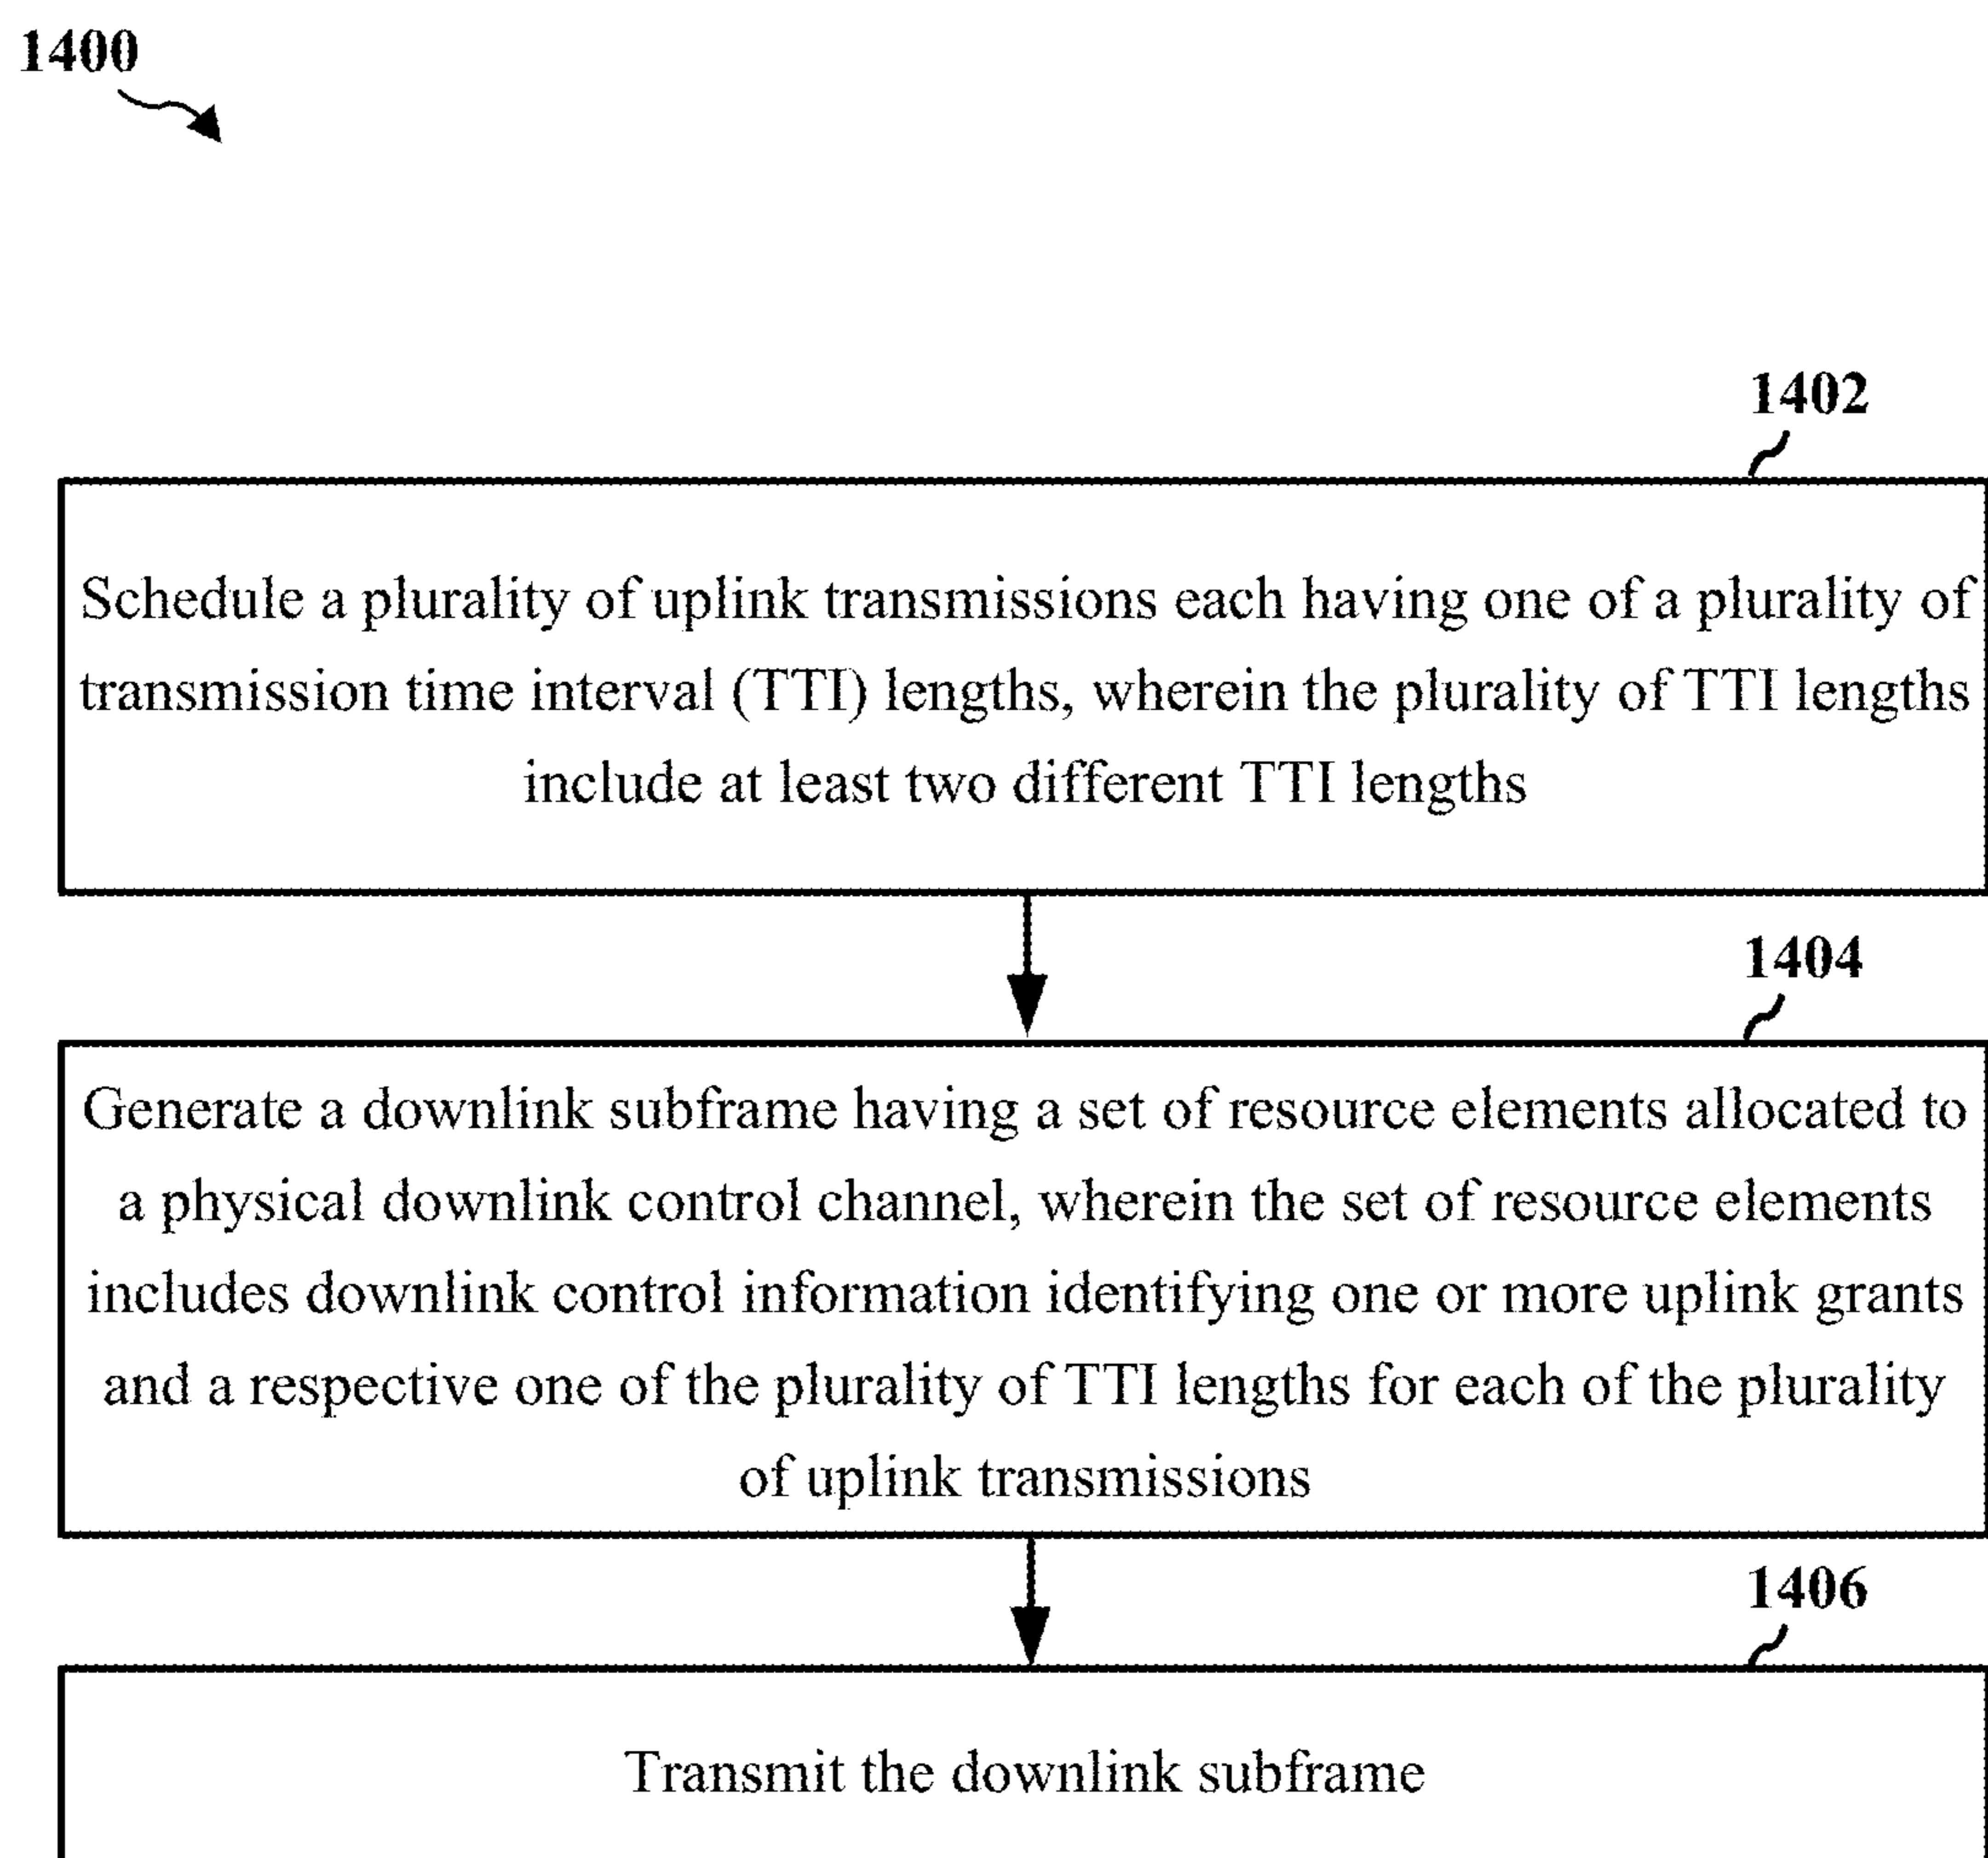 1400
1402
Schedule a plurality of uplink transmissions each having one of a plurality of
transmission time interval (TTI) lengths, wherein the plurality of TTI lengths
include at least two different TTI lengths
1404
Generate a downlink subframe having a set of resource elements allocated to
a physical downlink control channel, wherein the set of resource elements
includes downlink control information identifying one or more uplink grants
and a respective one of the plurality of TTI lengths for each of the plurality
of uplink transmissions
1406
Transmit the downlink subframe